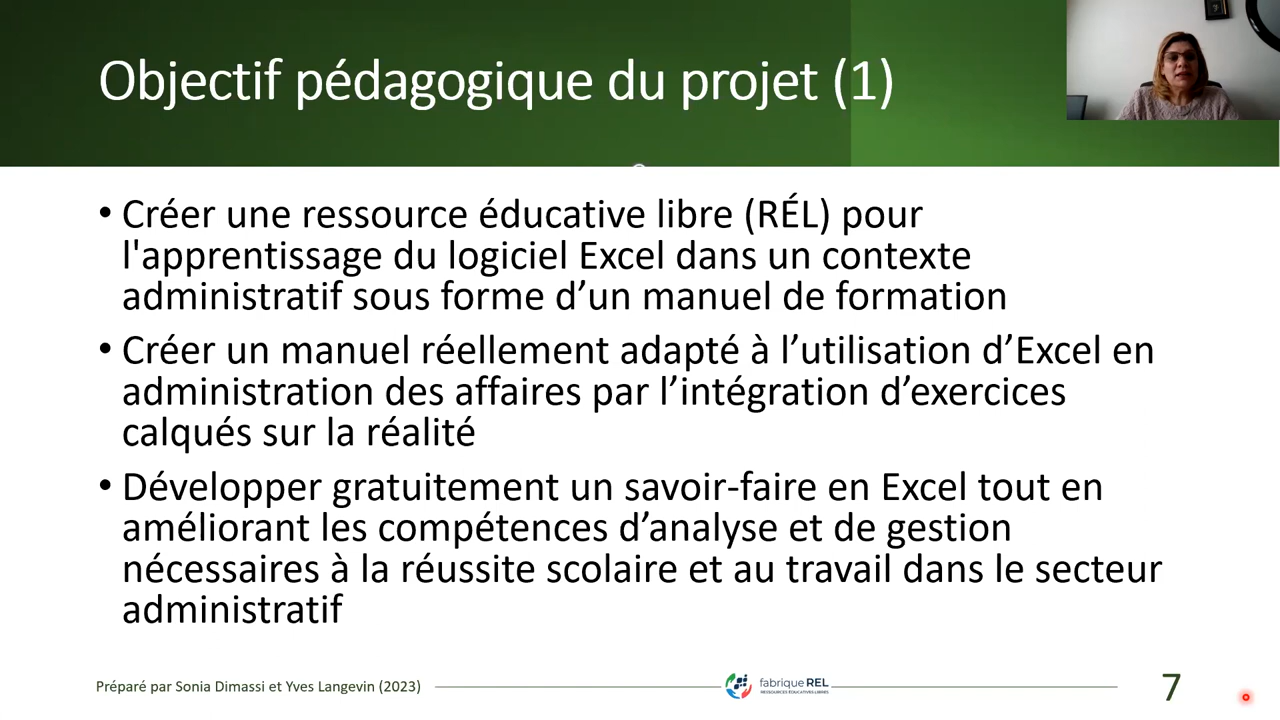 Objectif pédagogique du projet (1)
• Créer une ressource éducative libre (RÉL) pour
l'apprentissage du logiciel Excel dans un contexte
administratif sous forme d’un manuel de formation
• Créer un manuel réellement adapté à l’utilisation d’Excel en
administration des affaires par l’intégration d’exercices
calqués sur la réalité
• Développer gratuitement un savoir-faire en Excel tout en
améliorant les compétences d’analyse et de gestion
nécessaires à la réussite scolaire et au travail dans le secteur
administratif
Préparé par Sonia Dimassi et Yves Langevin (2023)
fabrique REL
RESSOURCES ÉDUCATIVES LIBRES
7